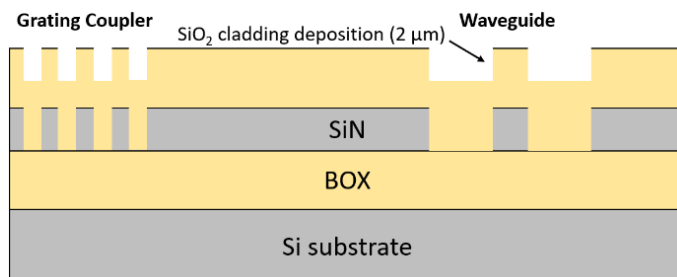 Grating Coupler
Waveguide
SiO₂ cladding deposition (2 μm)
SiN
BOX
Si substrate